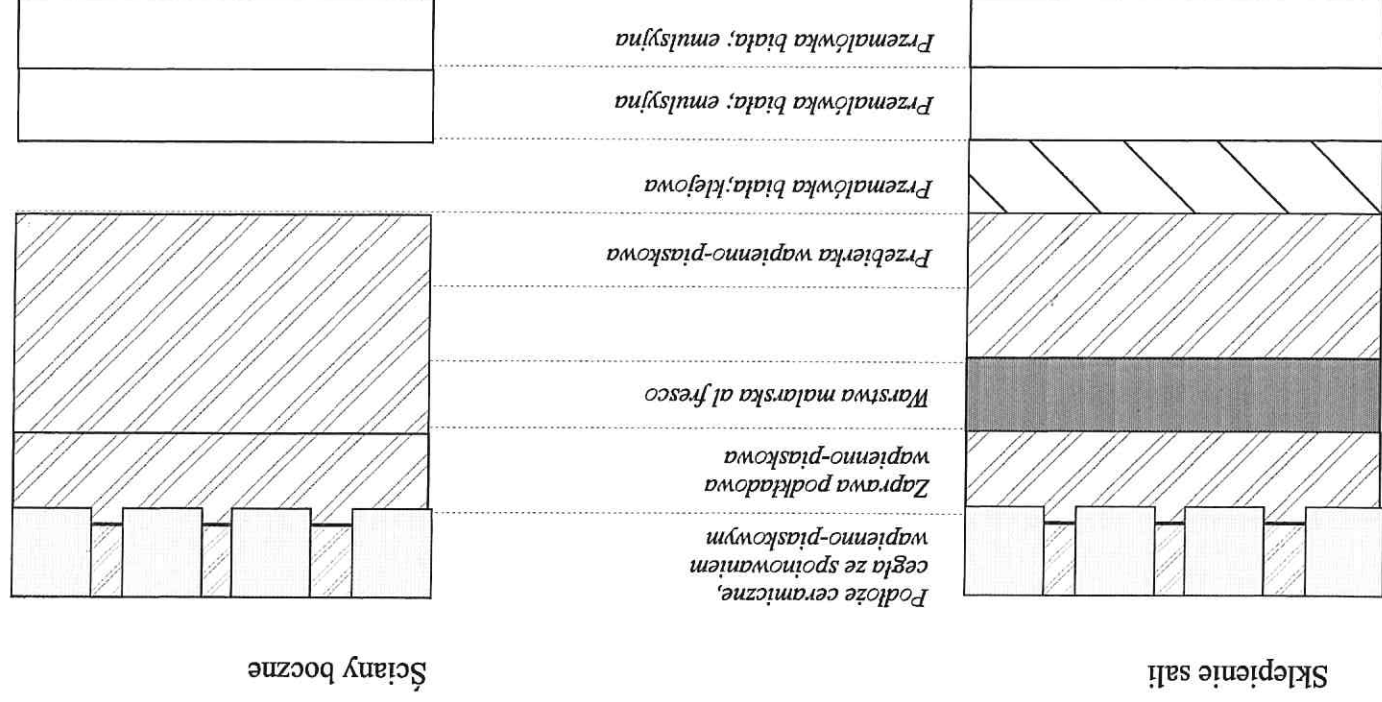 Sklepienie sali
Ściany boczne
Podłoże ceramiczne,
cegła ze spoinowaniem
wapienno-piaskowym
Zaprawa podkładowa
wapienno-piaskowa
Warstwa malarska al fresco
Przebierka wapienno-piaskowa
Przemalówka biała;klejowa
Przemalówka biała; emulsyjna
Przemalówka biała; emulsyjna